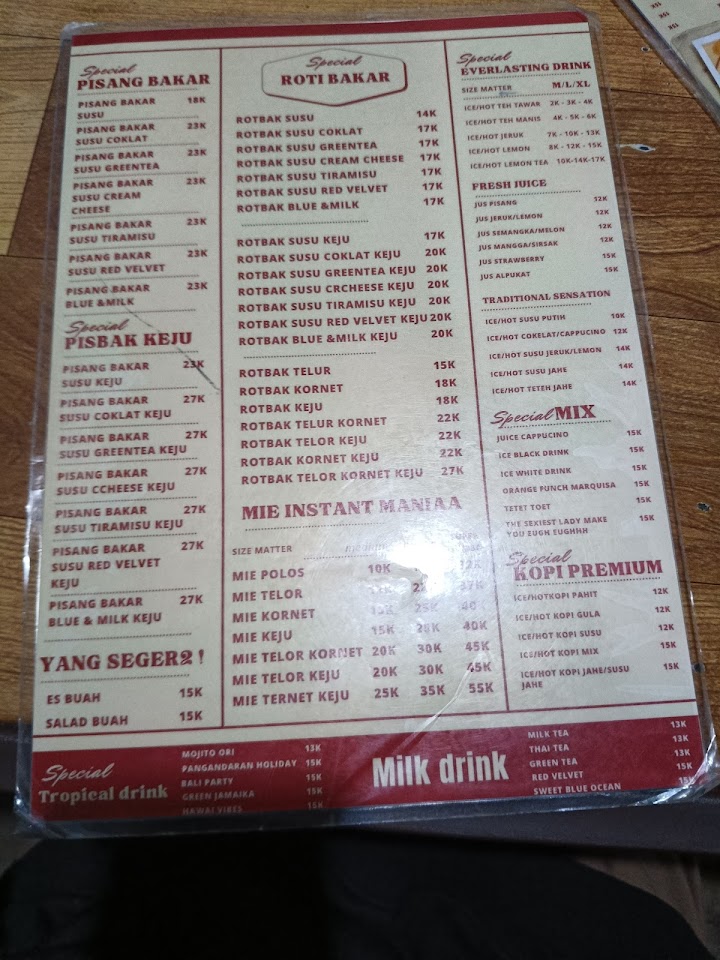 Special
PISANG BAKAR
PISANG BAKAR 18K
SUSU
PISANG BAKAR 23K
SUSU COKLAT
PISANG BAKAR 23K
SUSU GREENTEA
PISANG BAKAR 23K
SUSU CREAM
CHEESE
PISANG BAKAR 23K
SUSU TIRAMISU
PISANG BAKAR 23K
SUSU RED VELVET
PISANG BAKAR 23K
BLUE &MILK
Special
PISBAK KEJU
PISANG BAKAR 23K
SUSU KEJU
PISANG BAKAR 27K
SUSU COKLAT KEJU
PISANG BAKAR 27K
SUSU GREENTEA KEJU
PISANG BAKAR 27K
SUSU CCHEESE KEJU
PISANG BAKAR 27K
SUSU TIRAMISU KEJU
PISANG BAKAR 27K
SUSU RED VELVET
KEJU
PISANG BAKAR 27K
BLUE & MILK KEJU
YANG SEGER2 !
ES BUAH 15K
SALAD BUAH 15K
Special
ROTI BAKAR
ROTBAK SUSU 14K
ROTBAK SUSU COKLAT 17K
ROTBAK SUSU GREENTEA 17K
ROTBAK SUSU CREAM CHEESE 17K
ROTBAK SUSU TIRAMISU 17K
ROTBAK SUSU RED VELVET 17K
ROTBAK BLUE &MILK 17K
ROTBAK SUSU KEJU 17K
ROTBAK SUSU COKLAT KEJU 20K
ROTBAK SUSU GREENTEA KEJU 20K
ROTBAK SUSU CRCHEESE KEJU 20K
ROTBAK SUSU TIRAMISU KEJU 20K
ROTBAK SUSU RED VELVET KEJU 20K
ROTBAK BLUE &MILK KEJU 20K
ROTBAK TELUR 15K
ROTBAK KORNET 18K
ROTBAK KEJU 18K
ROTBAK TELUR KORNET 22K
ROTBAK TELOR KEJU 22K
ROTBAK KORNET KEJU 22K
ROTBAK TELOR KORNET KEJU 27K
MIE INSTANT MANIAA
SIZE MATTER
MIE POLOS 10K
MIE TELOR
MIE KORNET 25K 40
MIE KEJU 15K 25K 40K
MIE TELOR KORNET 20K 30K 45K
MIE TELOR KEJU 20K 30K 45K
MIE TERNET KEJU 25K 35K 55K
Special
EVERLASTING DRINK
SIZE MATTER M/L/XL
ICE/HOT TEH TAWAR 2K - 3K - 4K
ICE/HOT TEH MANIS 4K - 5K - 6K
ICE/HOT JERUK 7K - 10K - 13K
ICE/HOT LEMON 8K - 12K - 15K
ICE/HOT LEMON TEA 10K-14K-17K
FRESH JUICE
JUS PISANG 12K
JUS JERUK/LEMON 12K
JUS SEMANGKA/MELON 12K
JUS MANGGA/SIRSAK 12K
JUS STRAWBERRY 15K
JUS ALPUKAT 15K
TRADITIONAL SENSATION
ICE/HOT SUSU PUTIH 10K
ICE/HOT COKELAT/CAPPUCINO 12K
ICE/HOT SUSU JERUK/LEMON 14K
ICE/HOT SUSU JAHE 14K
ICE/HOT TETEH JAHE 14K
Special MIX
JUICE CAPPUCINO 15K
ICE BLACK DRINK 15K
ICE WHITE DRINK 15K
ORANGE PUNCH MARQUISA 15K
TETET TOET 15K
THE SEXIEST LADY MAKE 15K
YOU EUGH EUGHHH
Special
KOPI PREMIUM
ICE/HOTKOPI PAHIT 12K
ICE/HOT KOPI GULA 12K
ICE/HOT KOPI SUSU 12K
ICE/HOT KOPI MIX 15K
ICE/HOT KOPI JAHE/SUSU 15K
JAHE
Special
Tropical drink
MOJITO ORI 13K
PANGANDARAN HOLIDAY 15K
BALI PARTY 15K
GREEN JAMAIKA 15K
HAWAI VIBES 15K
Milk drink
MILK TEA 13K
THAI TEA 13K
GREEN TEA 13K
RED VELVET 15K
SWEET BLUE OCEAN 15K